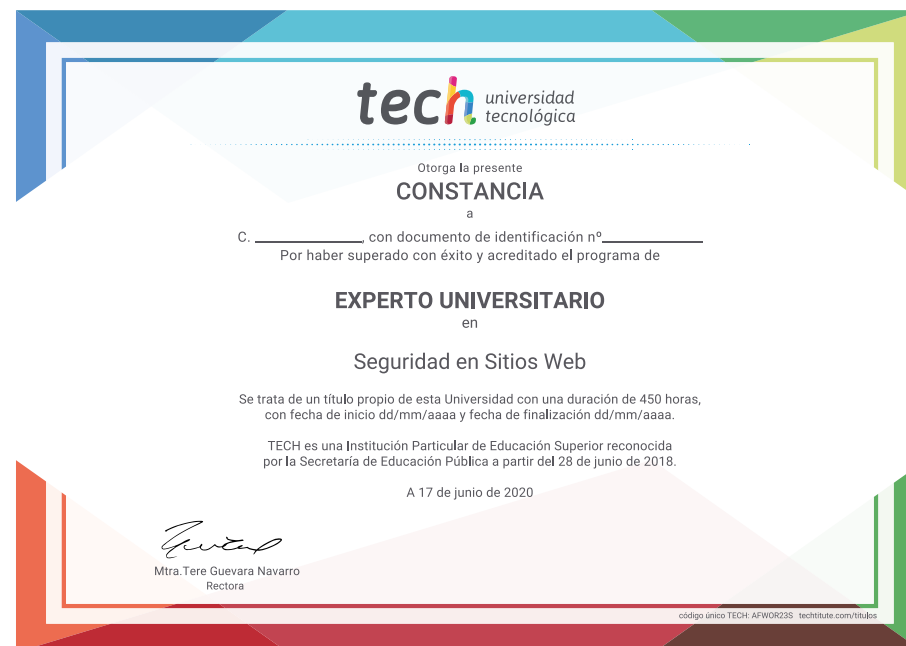 tech universidad
tecnológica
Otorga la presente
CONSTANCIA
a
C. ____________, con documento de identificación nº____________
Por haber superado con éxito y acreditado el programa de
EXPERTO UNIVERSITARIO
en
Seguridad en Sitios Web
Se trata de un título propio de esta Universidad con una duración de 450 horas,
con fecha de inicio dd/mm/aaaa y fecha de finalización dd/mm/aaaa.
TECH es una Institución Particular de Educación Superior reconocida
por la Secretaría de Educación Pública a partir del 28 de junio de 2018.
A 17 de junio de 2020
Mtra.Tere Guevara Navarro
Rectora
código único TECH: AFWOR23S techtitute.com/titulos